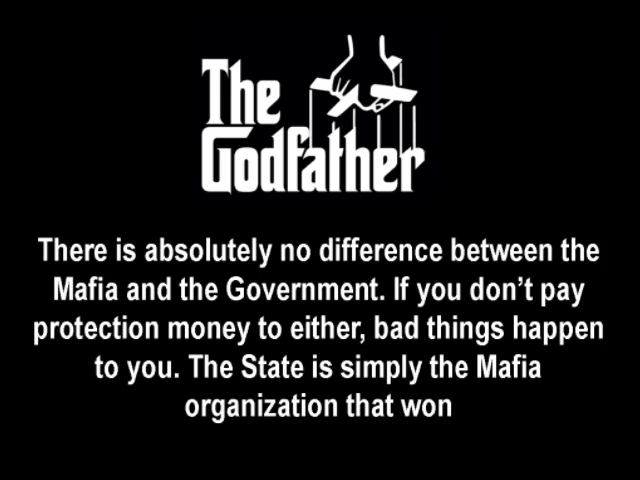 The
Godfather
There is absolutely no difference between the
Mafia and the Government. If you don't pay
protection money to either, bad things happen
to you. The State is simply the Mafia
organization that won